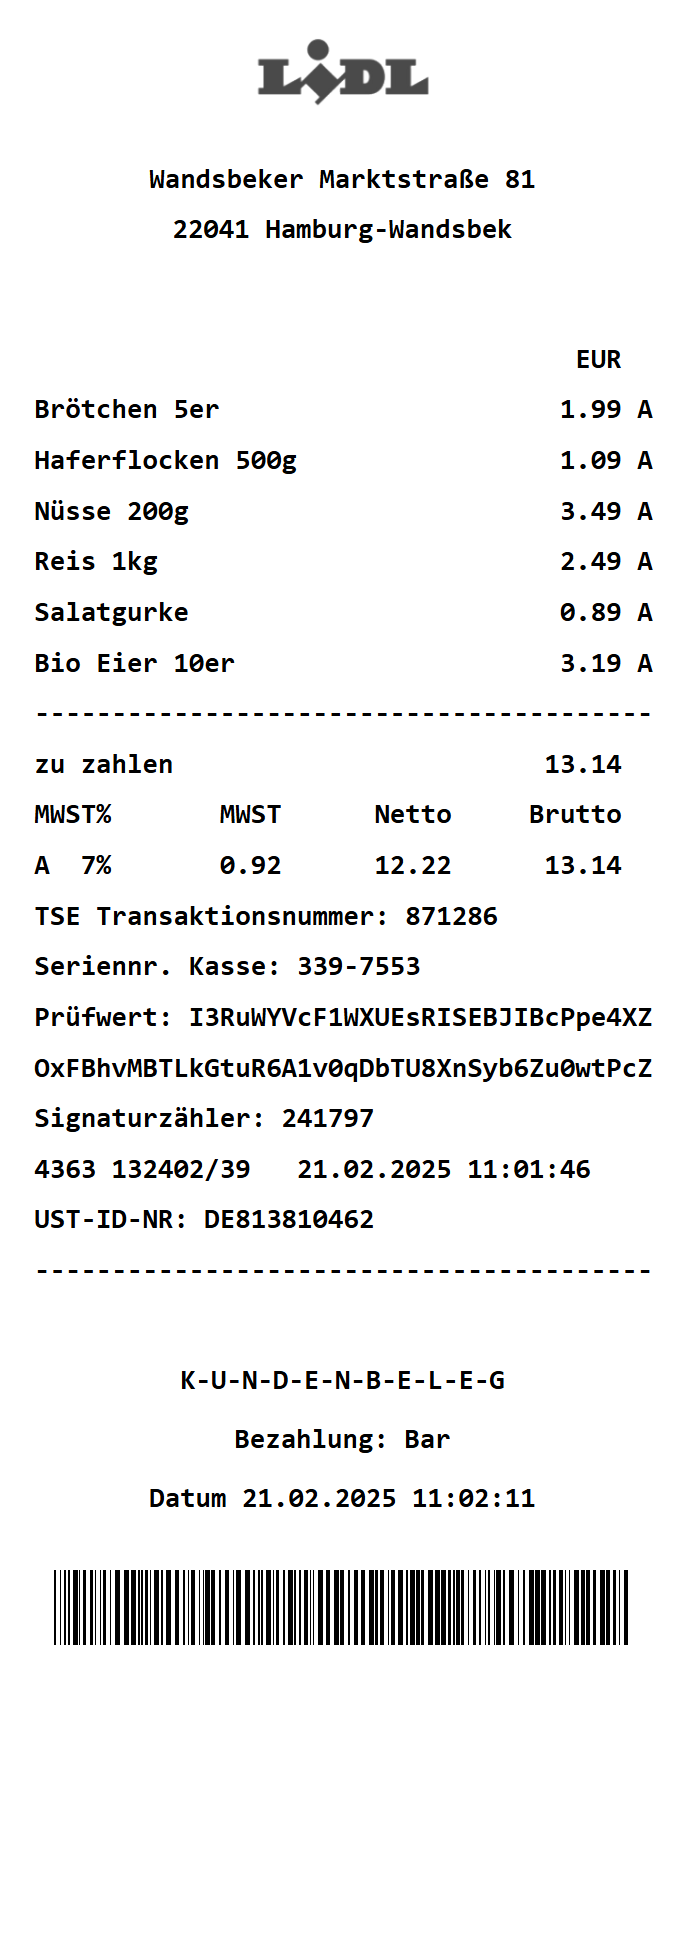 LIDL
Wandsbeker Marktstraße 81
22041 Hamburg-Wandsbek
EUR
Brötchen 5er 1.99 A
Haferflocken 500g 1.09 A
Nüsse 200g 3.49 A
Reis 1kg 2.49 A
Salatgurke 0.89 A
Bio Eier 10er 3.19 A
----------------------------------------
zu zahlen 13.14
MWST% MWST Netto Brutto
A 7% 0.92 12.22 13.14
TSE Transaktionsnummer: 871286
Seriennr. Kasse: 339-7553
Prüfwert: I3RuWYVcF1WXUEsRISEBJIBcPpe4XZ
OxFBhvMBTLkGtuR6A1v0qDbTU8XnSyb6Zu0wtPcZ
Signaturzähler: 241797
4363 132402/39 21.02.2025 11:01:46
UST-ID-NR: DE813810462
----------------------------------------
K-U-N-D-E-N-B-E-L-E-G
Bezahlung: Bar
Datum 21.02.2025 11:02:11